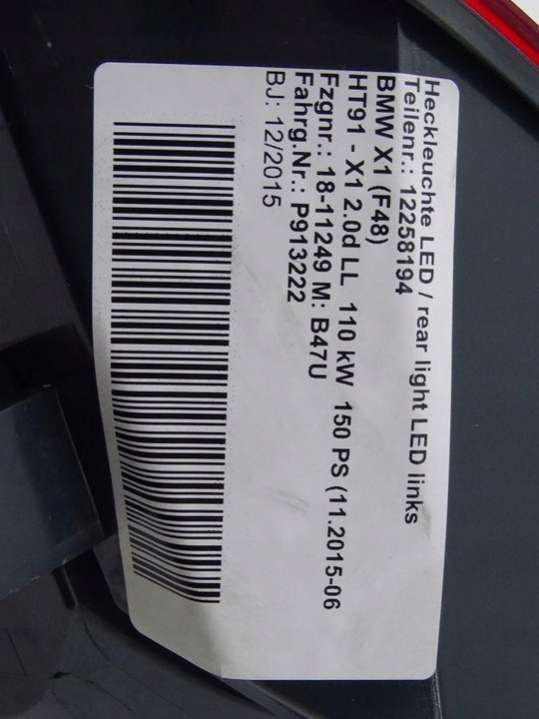 Heckleuchte LED / rear light LED links
Teilenr.: 12258194
BMW X1 (F48)
HT91 - X1 2.0d LL 110 kW 150 PS (11.2015-06
Fzgnr.: 18-11249 M: B47U
Fahrg.Nr.: P913222
BJ: 12/2015